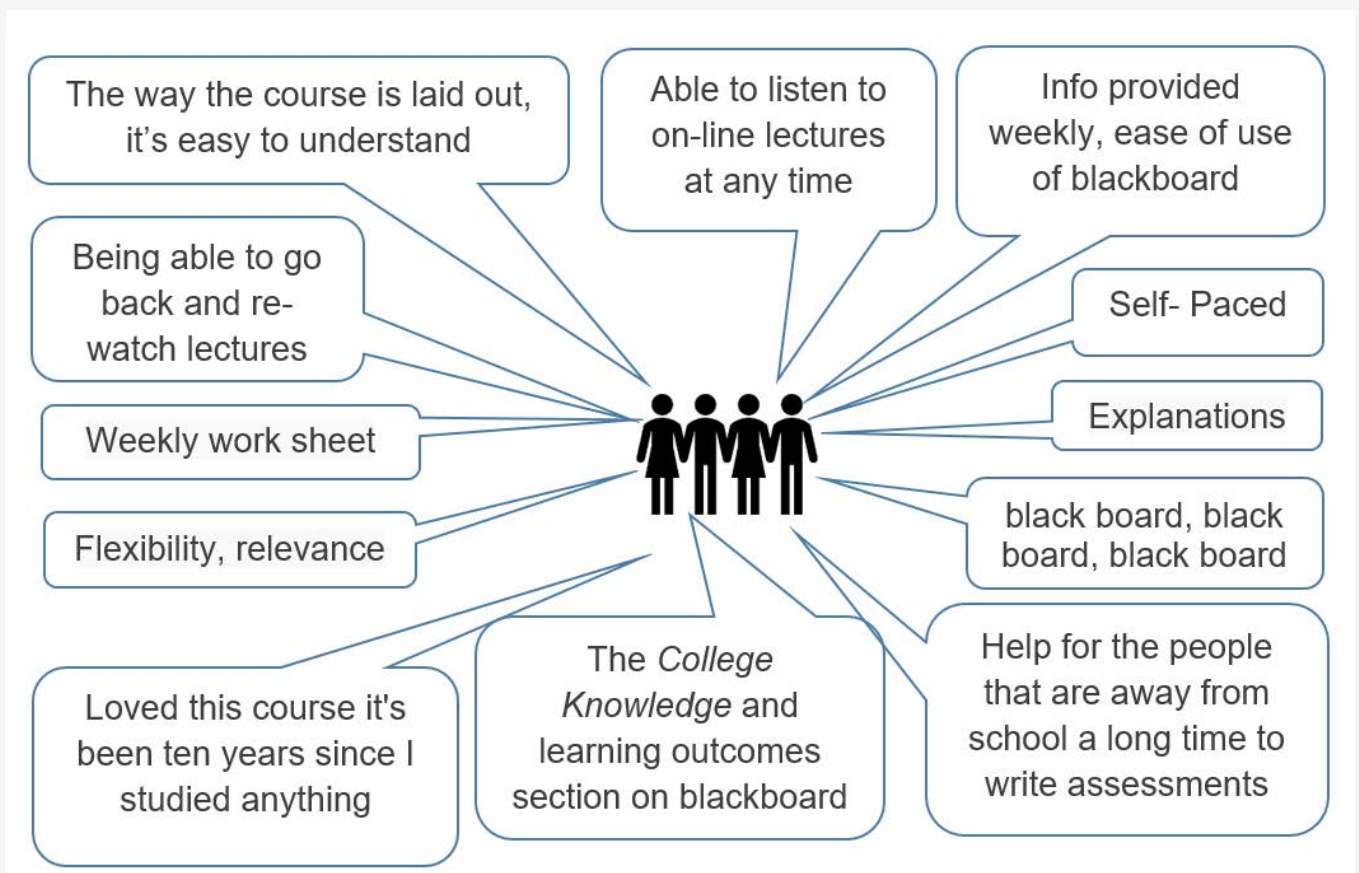 The way the course is laid out,
it’s easy to understand
Able to listen to
on-line lectures
at any time
Info provided
weekly, ease of use
of blackboard
Being able to go
back and re-
watch lectures
Self- Paced
Weekly work sheet
Explanations
Flexibility, relevance
black board, black
board, black board
Loved this course it's
been ten years since I
studied anything
The College
Knowledge and
learning outcomes
section on blackboard
Help for the people
that are away from
school a long time to
write assessments